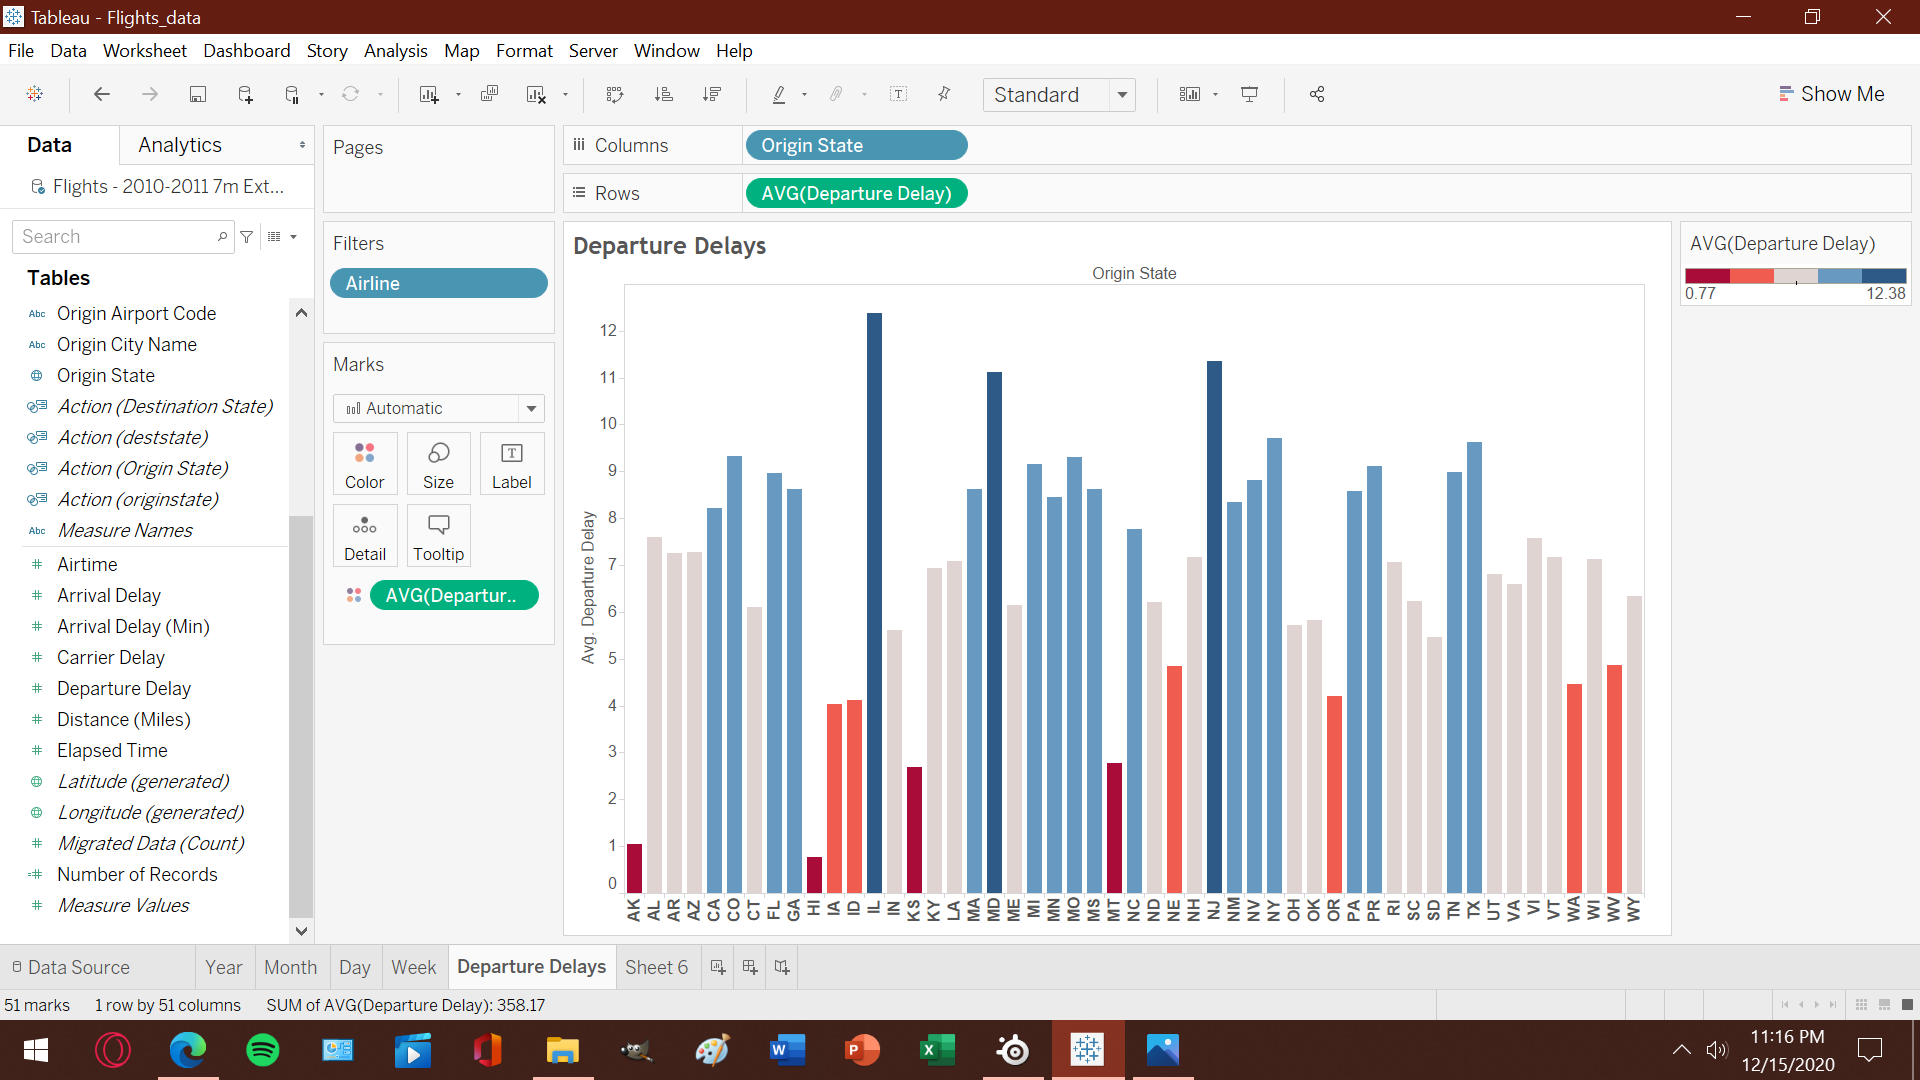 Tableau - Flights_data
File Data Worksheet Dashboard Story Analysis Map Format Server Window Help
Standard
Show Me
Data
Analytics
Flights - 2010-2011 7m Ext...
Search
Tables
Abc Origin Airport Code
Abc Origin City Name
Origin State
Action (Destination State)
Action (deststate)
Action (Origin State)
Action (originstate)
Abc Measure Names
# Airtime
# Arrival Delay
# Arrival Delay (Min)
# Carrier Delay
# Departure Delay
# Distance (Miles)
# Elapsed Time
Latitude (generated)
Longitude (generated)
# Migrated Data (Count)
=# Number of Records
# Measure Values
Pages
Filters
Airline
Marks
Automatic
Color
Size
T Label
Detail
Tooltip
AVG(Departur..
Columns
Origin State
Rows
AVG(Departure Delay)
Departure Delays
Origin State
Avg. Departure Delay
12
11
10
9
8
7
6
5
4
3
2
1
0
AK AL AR AZ CA CO CT FL GA HI IA ID IL IN KS KY LA MA MD ME MI MN MO MS MT NC ND NE NH NJ NM NV NY OH OK OR PA PR RI SC SD TN TX UT VA VI VT WA WI WV WY
AVG(Departure Delay)
0.77
12.38
Data Source
Year
Month
Day
Week
Departure Delays
Sheet 6
51 marks
1 row by 51 columns
SUM of AVG(Departure Delay): 358.17
W
P
X
11:16 PM
12/15/2020